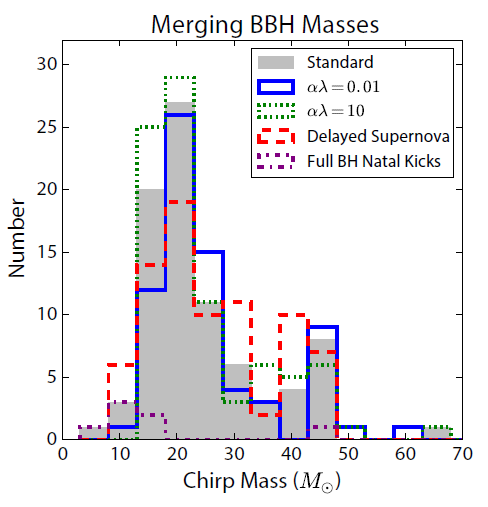 Merging BBH Masses
Standard
αλ = 0.01
αλ = 10
Delayed Supernova
Full BH Natal Kicks
Number
30
25
20
15
10
5
0
0 10 20 30 40 50 60 70
Chirp Mass (M⊙)